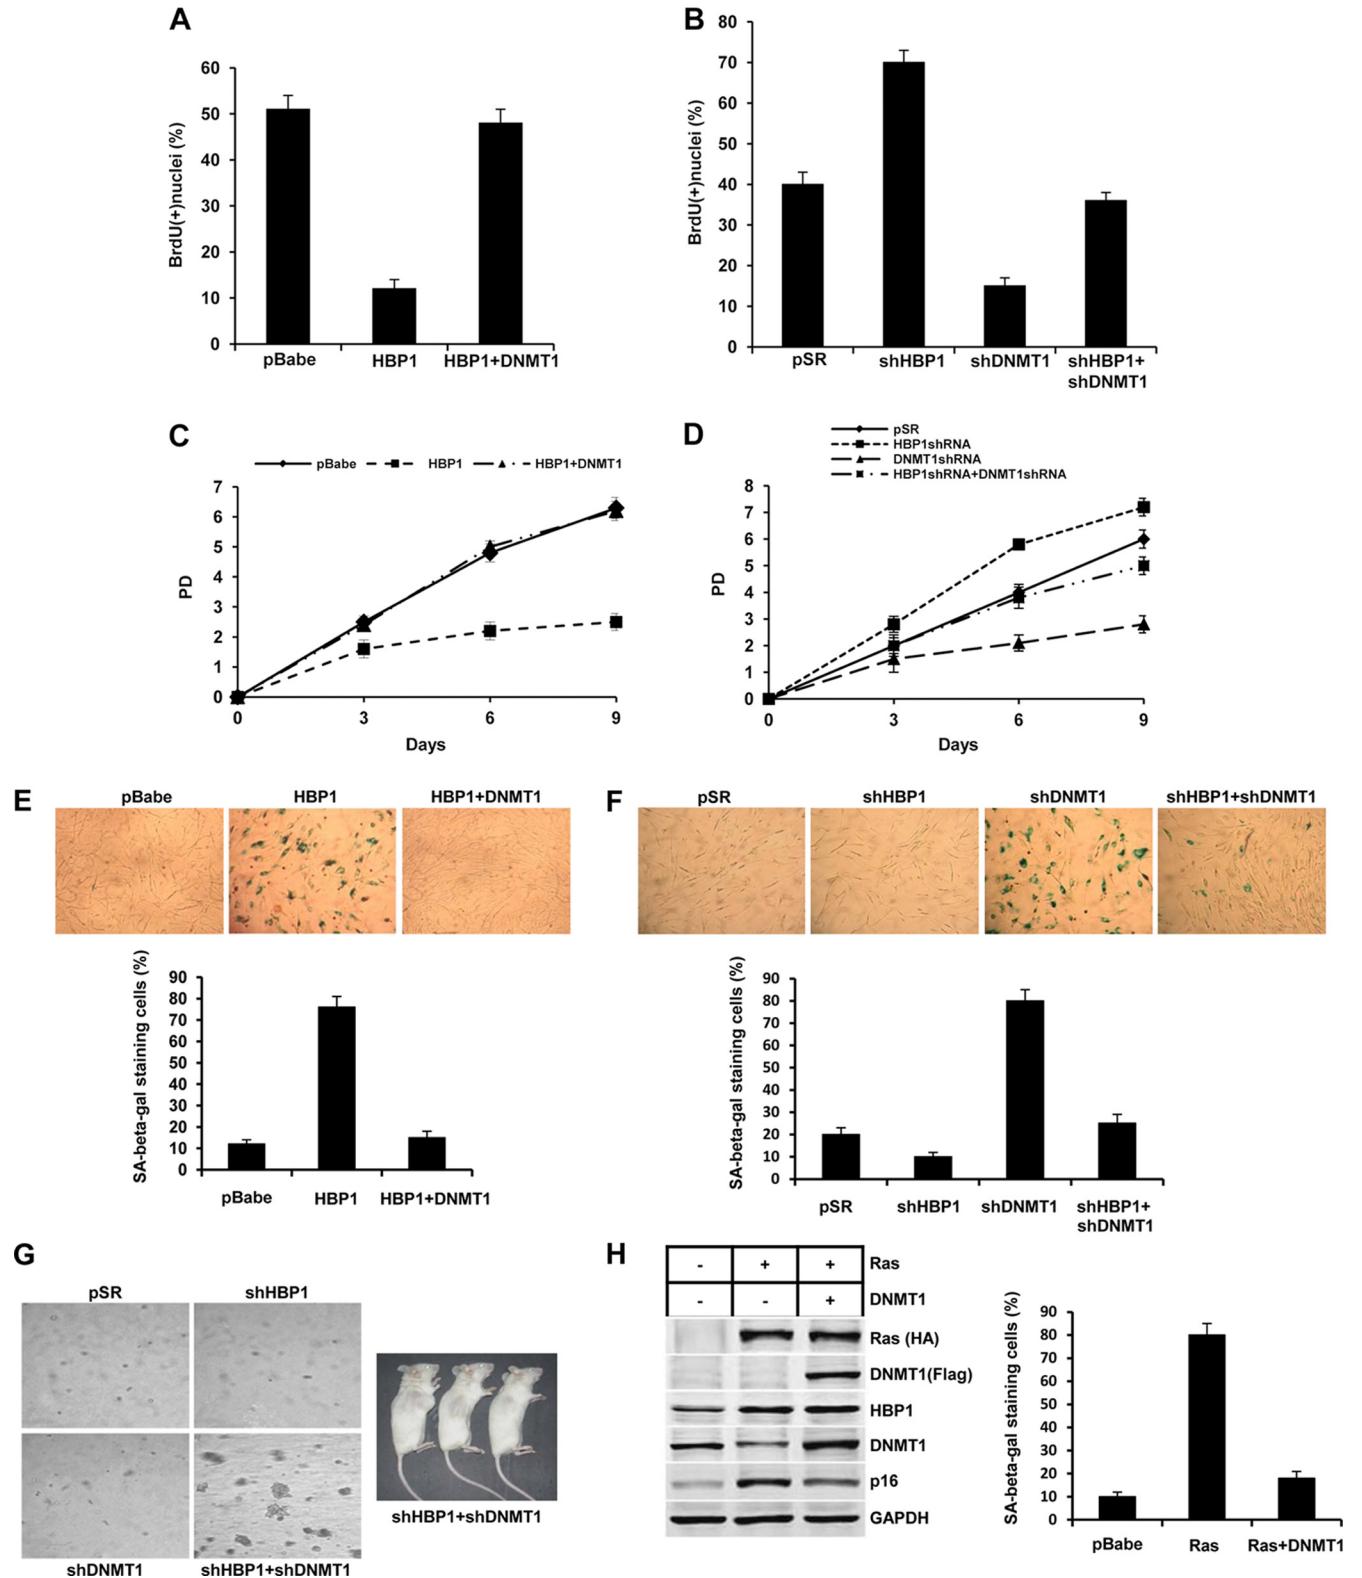 A
BrdU(+)nuclei (%)
60
50
40
30
20
10
0
pBabe HBP1 HBP1+DNMT1
B
BrdU(+)nuclei (%)
80
70
60
50
40
30
20
10
0
pSR shHBP1 shDNMT1 shHBP1+
shDNMT1
C
pBabe HBP1 HBP1+DNMT1
PD
7
6
5
4
3
2
1
0
0 3 6 9
Days
D
pSR
HBP1shRNA
DNMT1shRNA
HBP1shRNA+DNMT1shRNA
PD
8
7
6
5
4
3
2
1
0
0 3 6 9
Days
E
pBabe HBP1 HBP1+DNMT1
SA-beta-gal staining cells (%)
90
80
70
60
50
40
30
20
10
0
pBabe HBP1 HBP1+DNMT1
F
pSR shHBP1 shDNMT1 shHBP1+shDNMT1
SA-beta-gal staining cells (%)
90
80
70
60
50
40
30
20
10
0
pSR shHBP1 shDNMT1 shHBP1+
shDNMT1
G
pSR shHBP1
shDNMT1 shHBP1+shDNMT1
shHBP1+shDNMT1
H
- + + Ras
- - + DNMT1
Ras (HA)
DNMT1(Flag)
HBP1
DNMT1
p16
GAPDH
SA-beta-gal staining cells (%)
90
80
70
60
50
40
30
20
10
0
pBabe Ras Ras+DNMT1